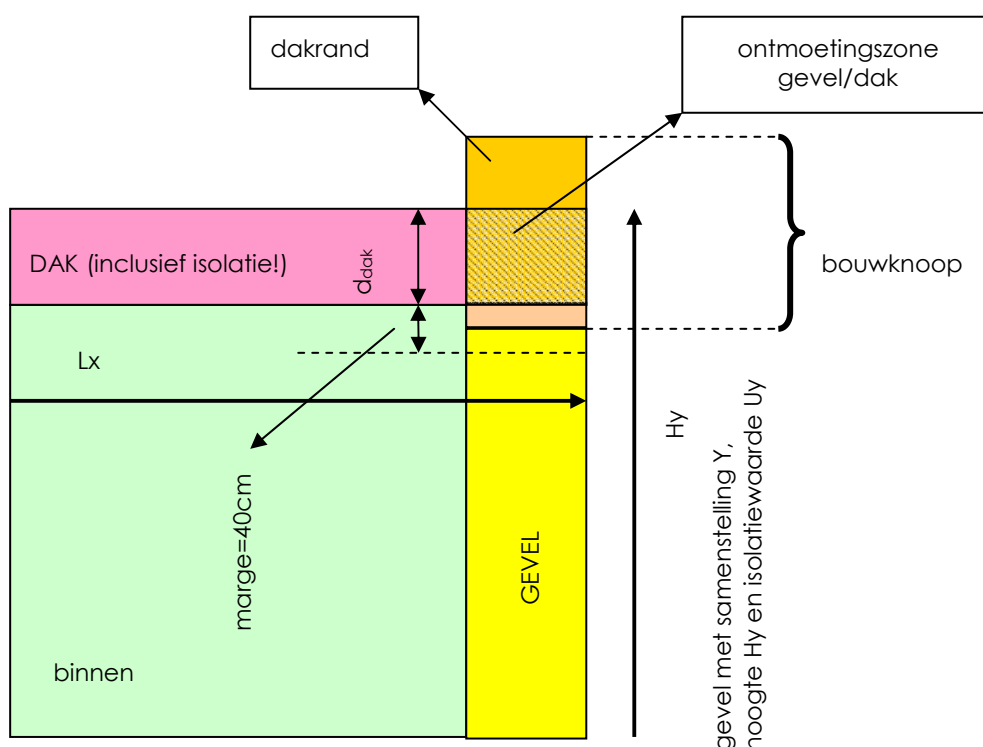 dakrand
ontmoetingszone
gevel/dak
DAK (inclusief isolatie!)
ddak
bouwknoop
Lx
Hy
marge=40cm
GEVEL
gevel met samenstelling Y,
hoogte Hy en isolatiewaarde Uy
binnen